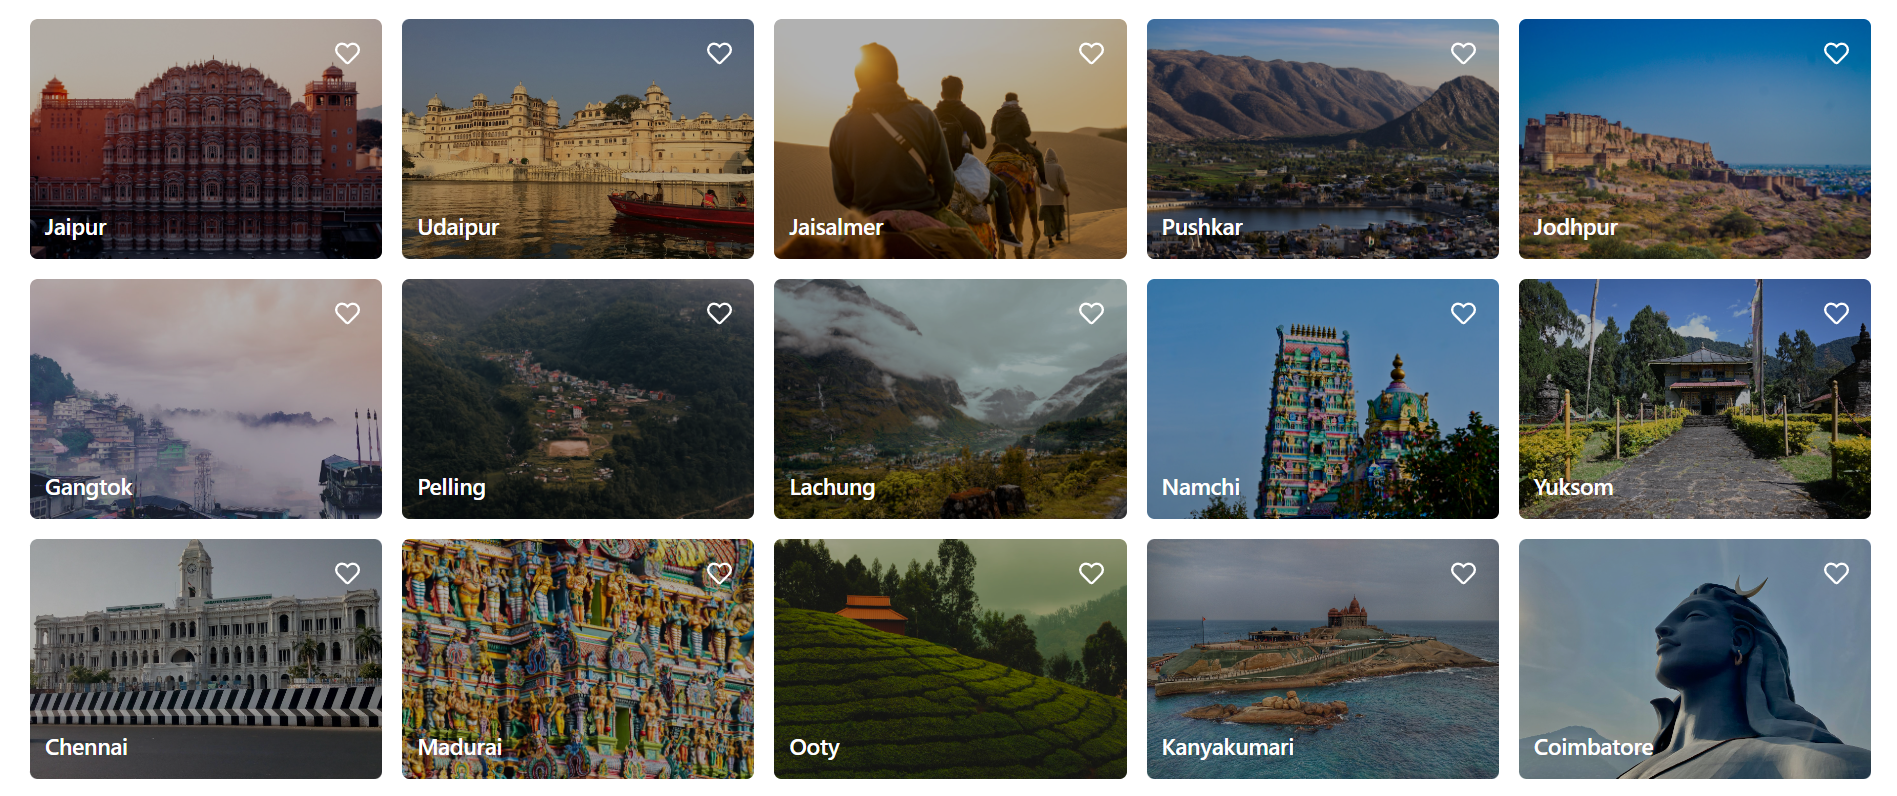 Jaipur
Udaipur
Jaisalmer
Pushkar
Jodhpur
Gangtok
Pelling
Lachung
Namchi
Yuksom
Chennai
Madurai
Ooty
Kanyakumari
Coimbatore